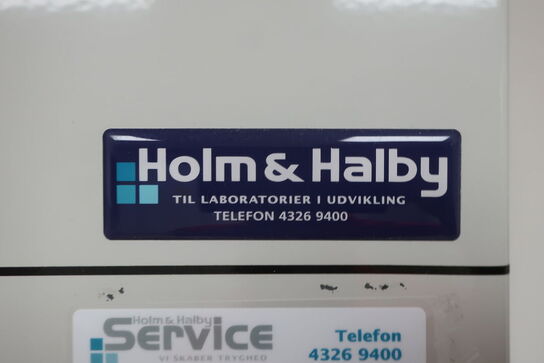 Holm & Halby
TIL LABORATORIER I UDVIKLING
TELEFON 4326 9400
Holm & Halby
Service
VI SKABER TRYGHED
Telefon
4326 9400